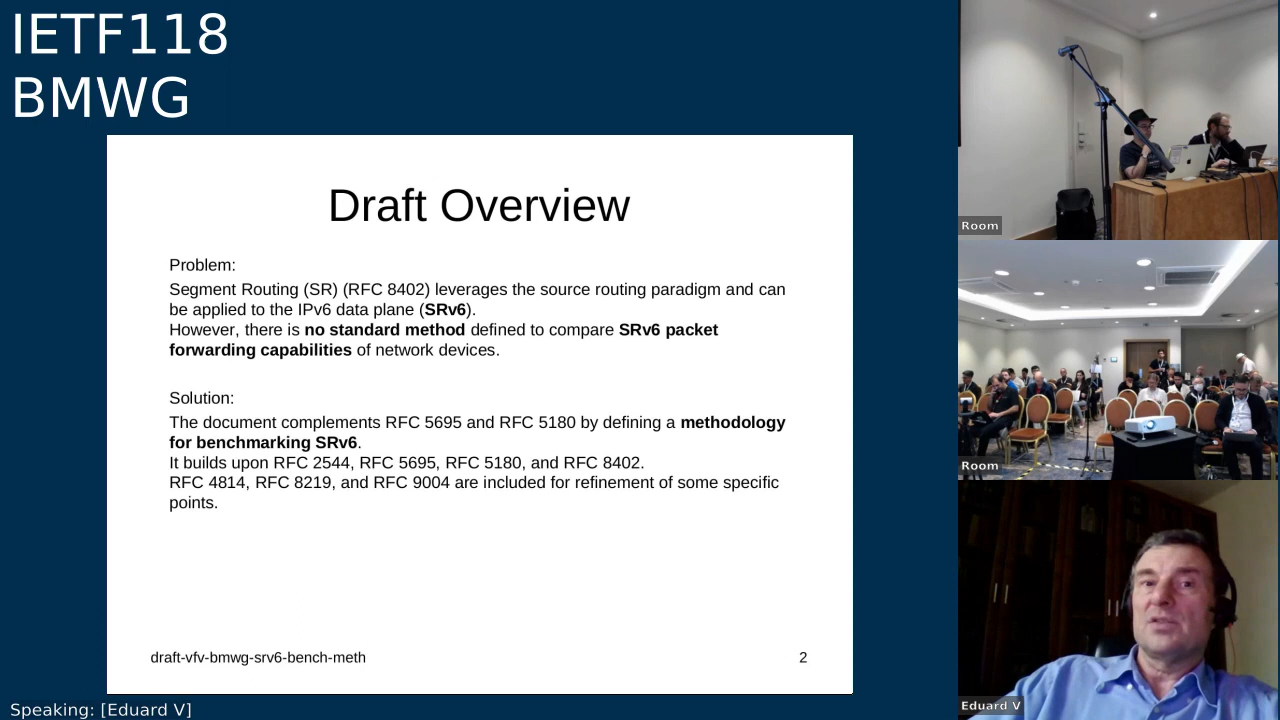 IETF118
BMWG
Draft Overview
Problem:
Segment Routing (SR) (RFC 8402) leverages the source routing paradigm and can
be applied to the IPv6 data plane (SRv6).
However, there is no standard method defined to compare SRv6 packet
forwarding capabilities of network devices.
Solution:
The document complements RFC 5695 and RFC 5180 by defining a methodology
for benchmarking SRv6.
It builds upon RFC 2544, RFC 5695, RFC 5180, and RFC 8402.
RFC 4814, RFC 8219, and RFC 9004 are included for refinement of some specific
points.
draft-vfv-bmwg-srv6-bench-meth
2
Speaking: [Eduard V]
Room
Room
Eduard V